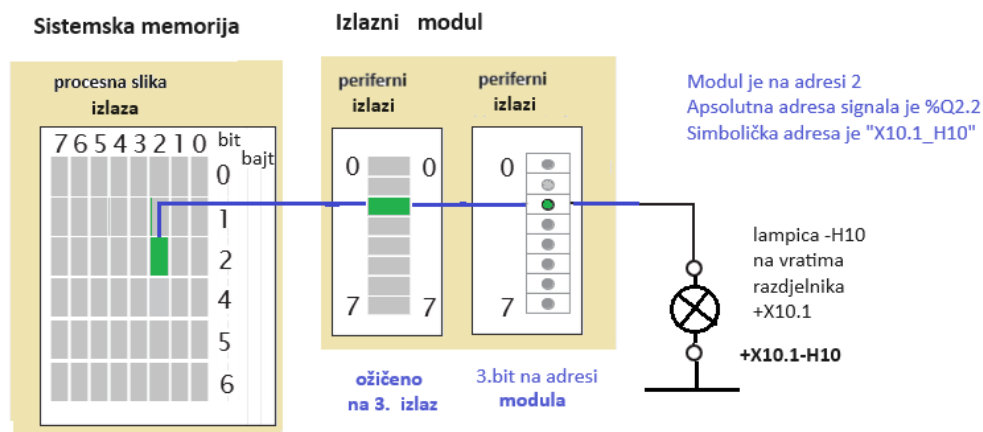 Sistemska memorija
procesna slika
izlaza
7 6 5 4 3 2 1 0 bit
bajt
0
1
2
4
5
6
Izlazni modul
periferni
izlazi
0 0
7 7
ožičeno
na 3. izlaz
periferni
izlazi
0
7
3.bit na adresi
modula
Modul je na adresi 2
Apsolutna adresa signala je %Q2.2
Simbolička adresa je "X10.1_H10"
lampica -H10
na vratima
razdjelnika
+X10.1
+X10.1-H10